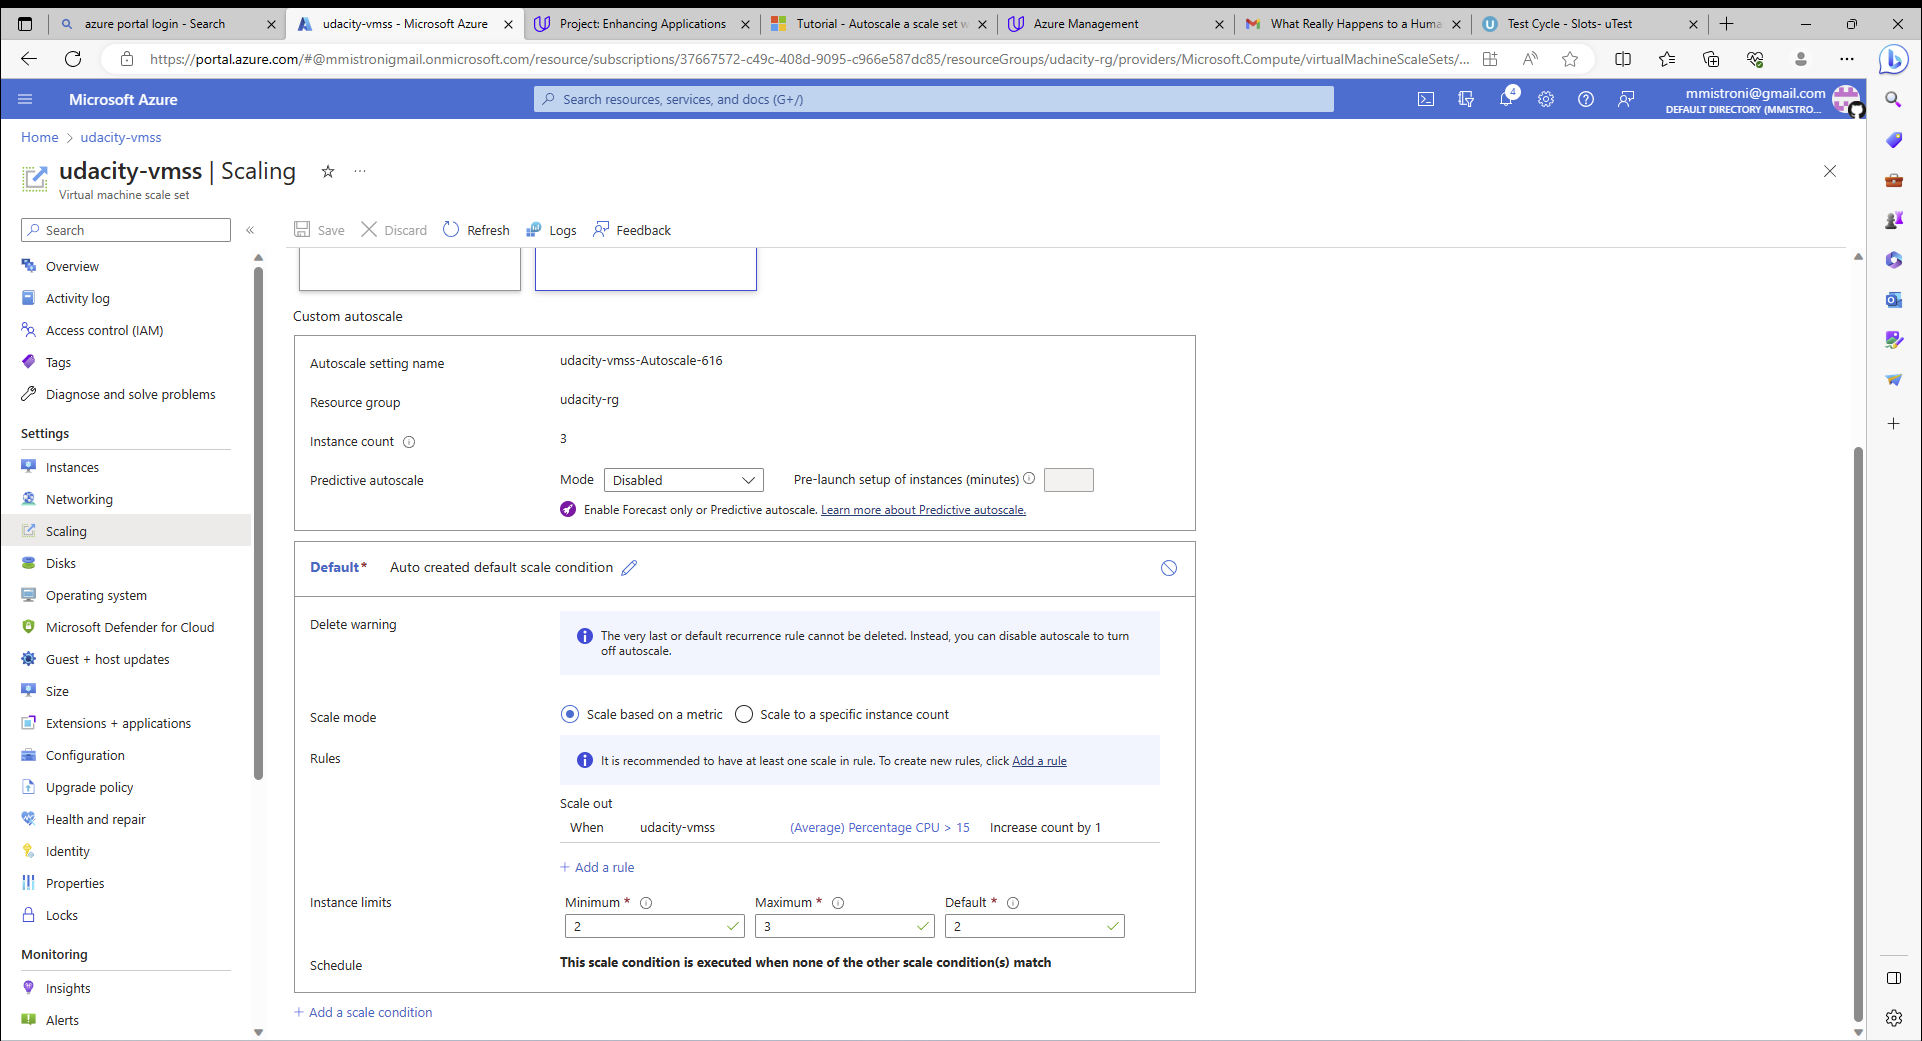 azure portal login - Search
udacity-vmss - Microsoft Azure
Project: Enhancing Applications
Tutorial - Autoscale a scale set w
Azure Management
What Really Happens to a Huma
Test Cycle - Slots- uTest
https://portal.azure.com/#@mmistronigmail.onmicrosoft.com/resource/subscriptions/37667572-c49c-408d-9095-c966e587dc85/resourceGroups/udacity-rg/providers/Microsoft.Compute/virtualMachineScaleSets/...
Microsoft Azure
Search resources, services, and docs (G+/)
4
mmistroni@gmail.com
DEFAULT DIRECTORY (MMISTRO...
Home > udacity-vmss
udacity-vmss | Scaling
Virtual machine scale set
Search
Overview
Activity log
Access control (IAM)
Tags
Diagnose and solve problems
Settings
Instances
Networking
Scaling
Disks
Operating system
Microsoft Defender for Cloud
Guest + host updates
Size
Extensions + applications
Configuration
Upgrade policy
Health and repair
Identity
Properties
Locks
Monitoring
Insights
Alerts
Save Discard Refresh Logs Feedback
Custom autoscale
Autoscale setting name udacity-vmss-Autoscale-616
Resource group udacity-rg
Instance count 3
Predictive autoscale Mode Disabled Pre-launch setup of instances (minutes)
Enable Forecast only or Predictive autoscale. Learn more about Predictive autoscale.
Default* Auto created default scale condition
Delete warning
The very last or default recurrence rule cannot be deleted. Instead, you can disable autoscale to turn
off autoscale.
Scale mode Scale based on a metric Scale to a specific instance count
Rules It is recommended to have at least one scale in rule. To create new rules, click Add a rule
Scale out
When udacity-vmss (Average) Percentage CPU > 15 Increase count by 1
+ Add a rule
Instance limits Minimum * Maximum * Default *
2 3 2
Schedule This scale condition is executed when none of the other scale condition(s) match
+ Add a scale condition